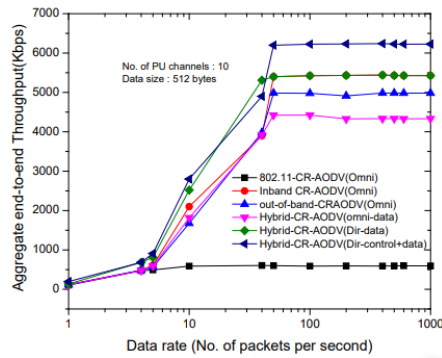 7000
6000
5000
4000
3000
2000
1000
0
Aggregate end-to-end Throughput(Kbps)
No. of PU channels : 10
Data size : 512 bytes
802.11-CR-AODV(Omni)
Inband CR-AODV(Omni)
out-of-band-CRAODV(Omni)
Hybrid-CR-AODV(omni-data)
Hybrid-CR-AODV(Dir-data)
Hybrid-CR-AODV(Dir-control+data)
1 10 100 1000
Data rate (No. of packets per second)